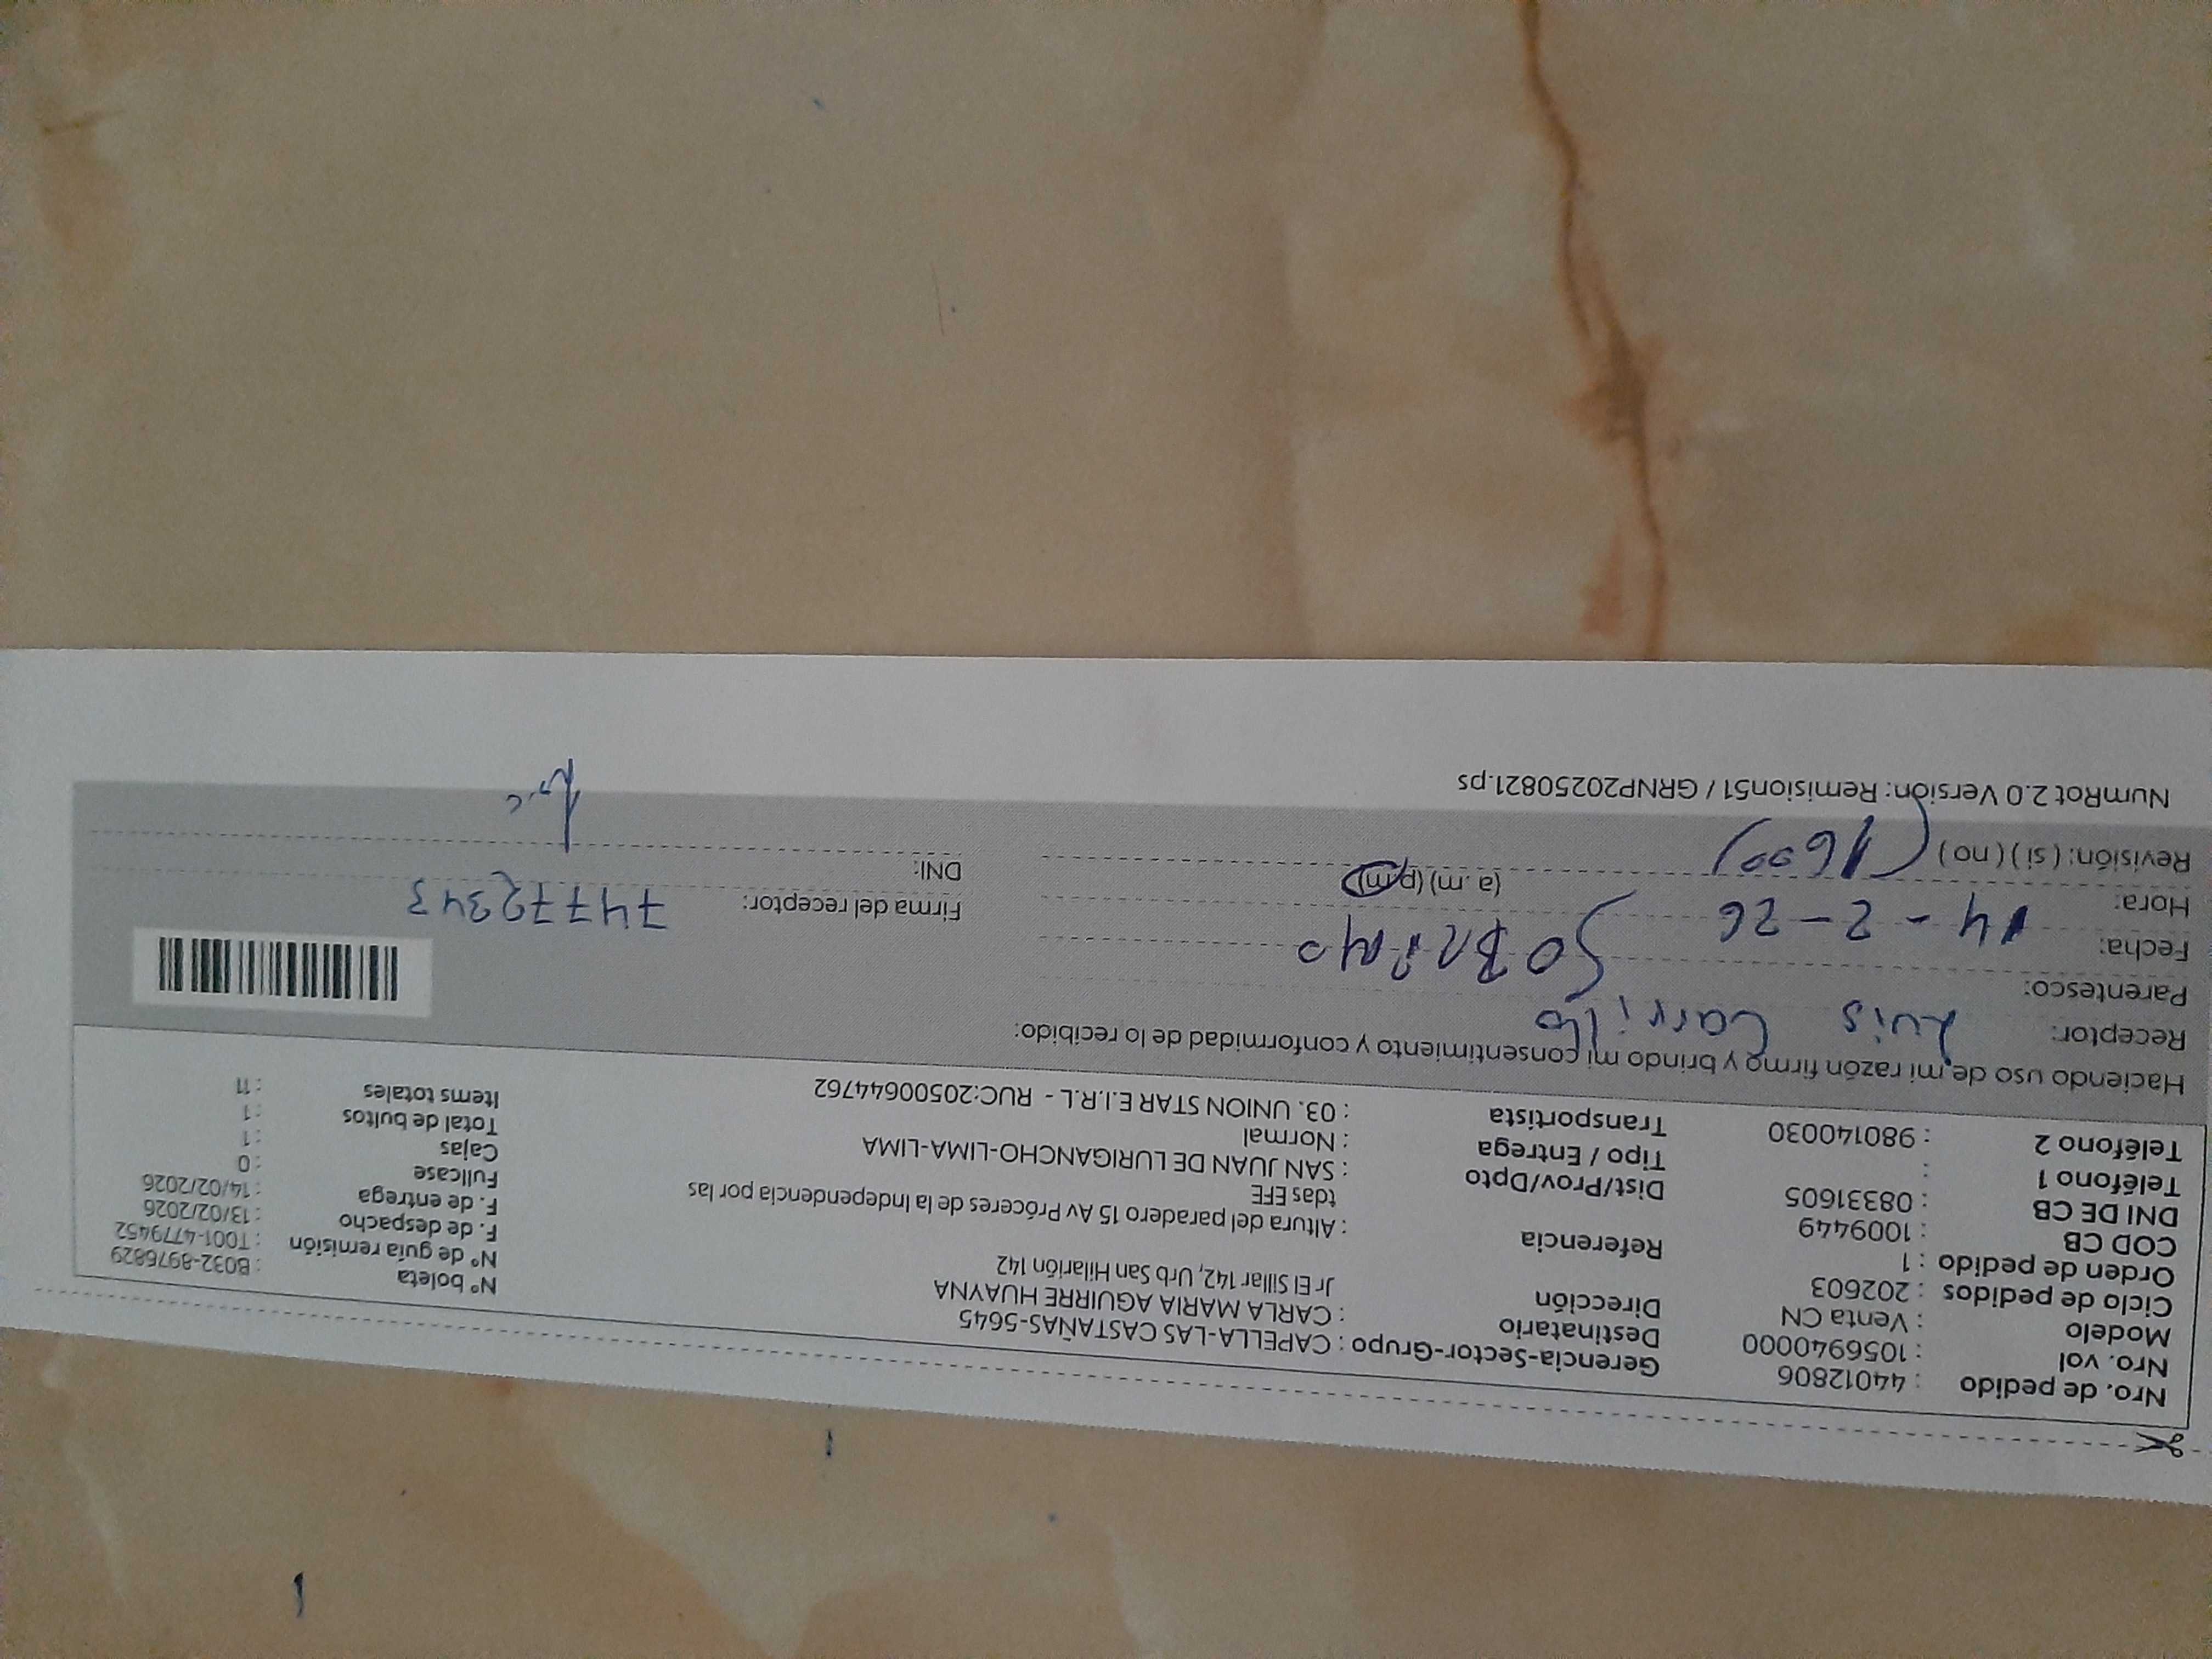 Nro. de pedido : 44012806
Nro. vol : 1056940000
Modelo : Venta CN
Ciclo de pedidos : 202603
Orden de pedido : 1
COD CB : 1009449
DNI DE CB : 08331605
Teléfono 1 :
Teléfono 2 : 980140030
Gerencia-Sector-Grupo : CAPELLA-LAS CASTAÑAS-5645
Destinatario : CARLA MARIA AGUIRRE HUAYNA
Dirección Jr El Sillar 142, Urb San Hilarión 142
Referencia : Altura del paradero 15 Av Próceres de la Independencia por las
tdas EFE
Dist/Prov/Dpto : SAN JUAN DE LURIGANCHO-LIMA-LIMA
Tipo / Entrega : Normal
Transportista : 03. UNION STAR E.I.R.L - RUC:20500644762
N° boleta : B032-8976829
N° de guía remisión : T001-4779452
F. de despacho : 13/02/2026
F. de entrega : 14/02/2026
Fullcase : 0
Cajas : 1
Total de bultos : 1
Items totales : 11
Haciendo uso de mi razón firmo y brindo mi consentimiento y conformidad de lo recibido:
Receptor: Luis Carrillo
Parentesco: SOBRINO
Fecha: 14-2-26
Hora: (a.m) (p.m)
Revisión: ( si ) ( no ) (1600)
Firma del receptor: 74772343
DNI:
NumRot 2.0 Versión: Remision51 / GRNP20250821.ps